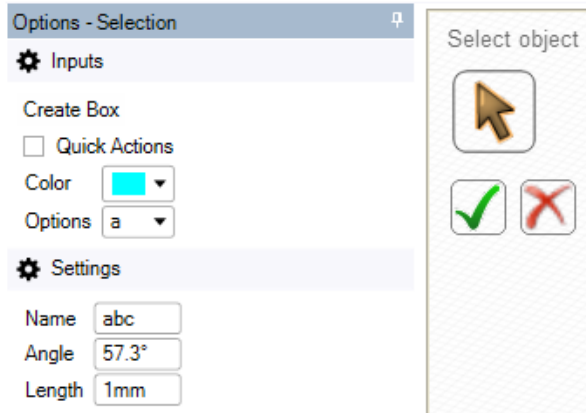 Options - Selection
Inputs
Create Box
Quick Actions
Color
Options a
Settings
Name abc
Angle 57.3°
Length 1mm
Select object